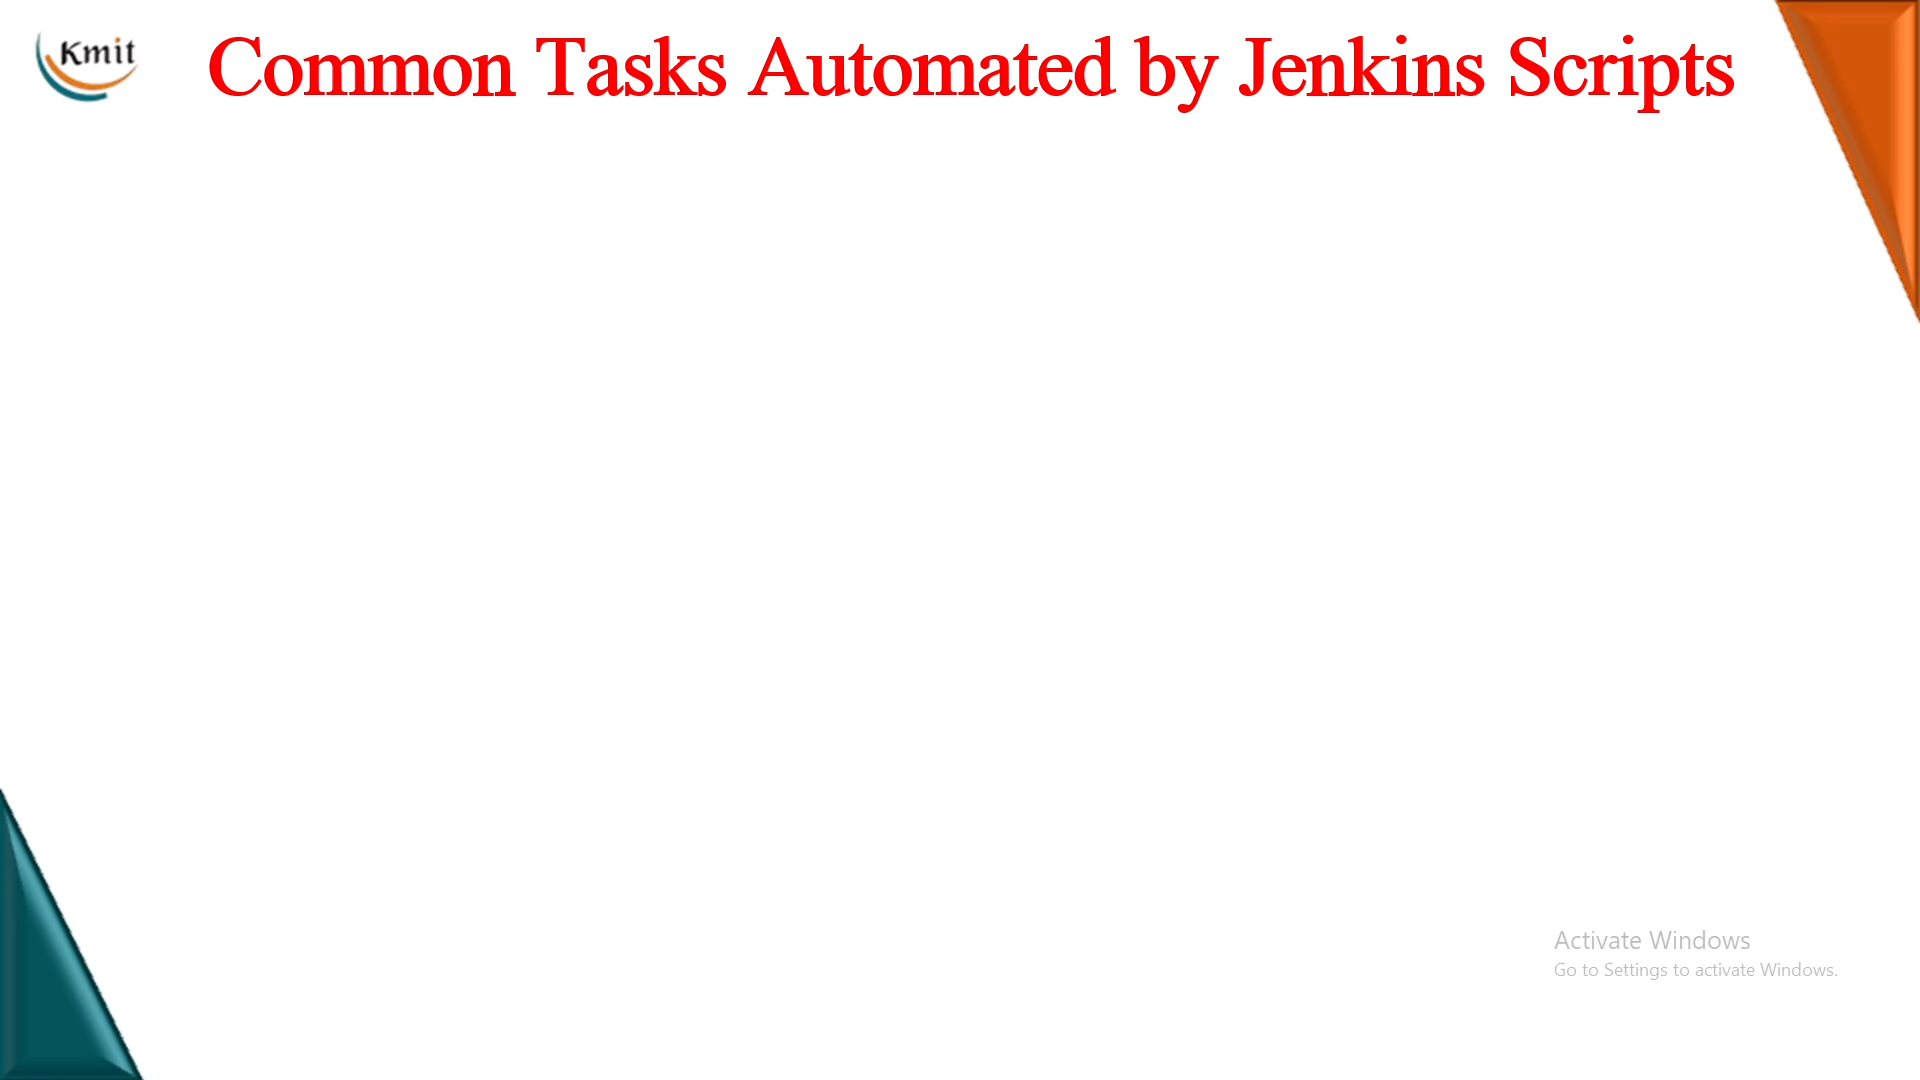 Kmit
Common Tasks Automated by Jenkins Scripts
Activate Windows
Go to Settings to activate Windows.